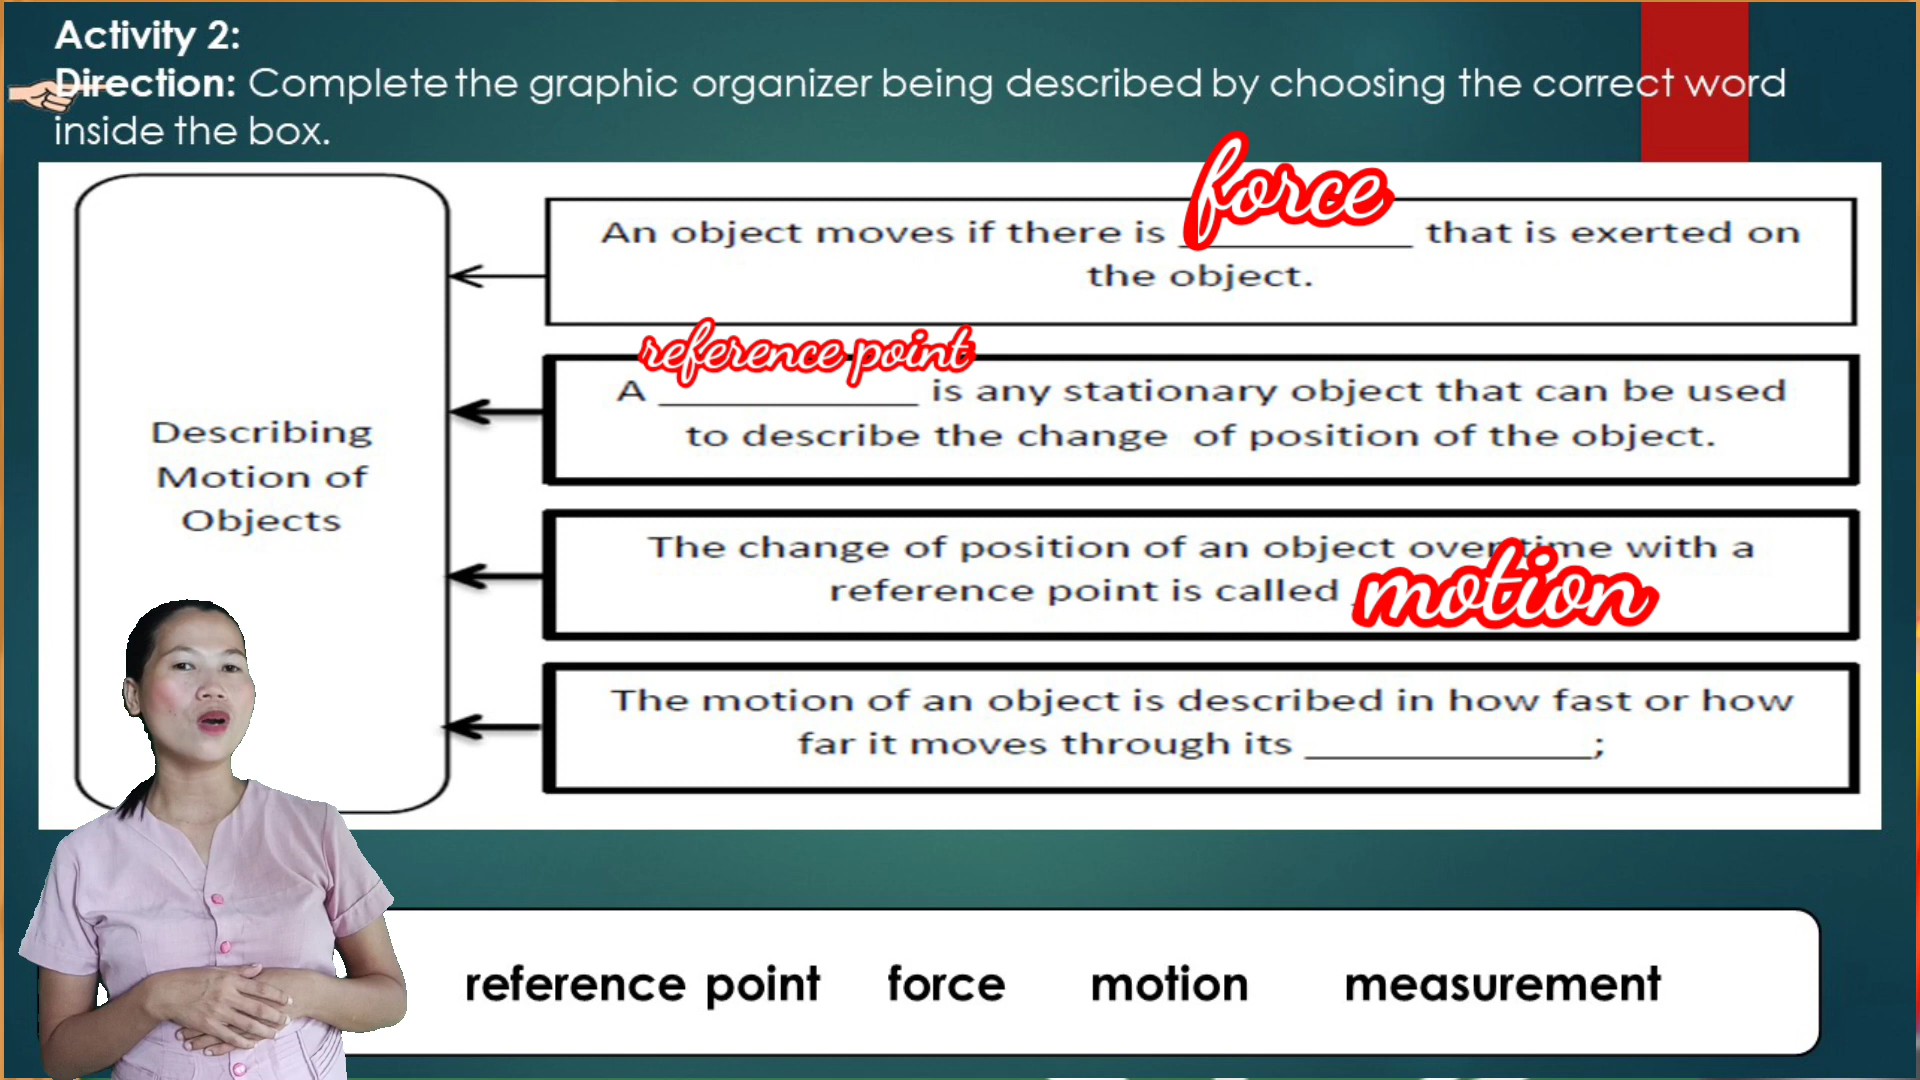 Activity 2:
Direction: Complete the graphic organizer being described by choosing the correct word
inside the box.
force
An object moves if there is __________ that is exerted on
the object.
reference point
A ___________ is any stationary object that can be used
to describe the change of position of the object.
Describing
Motion of
Objects
The change of position of an object over time with a
reference point is called motion
The motion of an object is described in how fast or how
far it moves through its ____________;
reference point force motion measurement